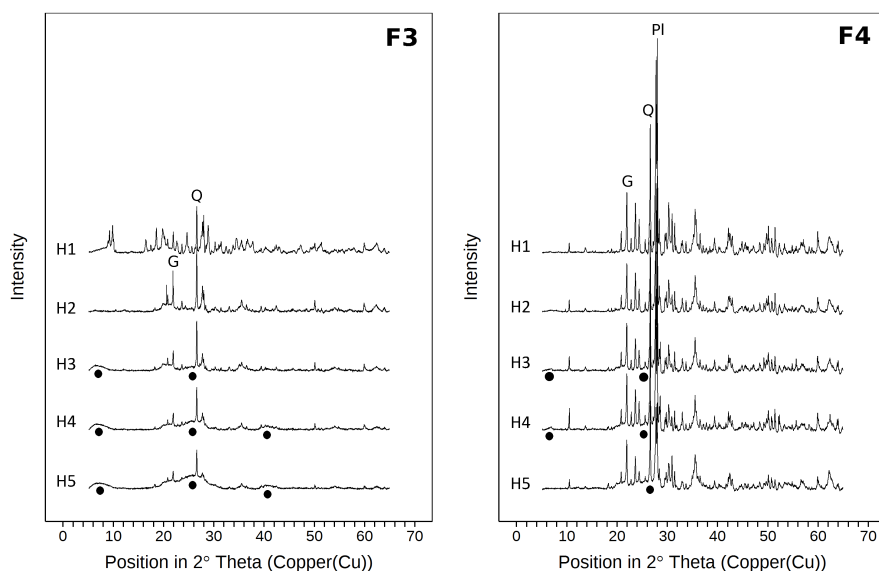 F3
Q
H1
G
H2
H3
H4
H5
Intensity
0 10 20 30 40 50 60 70
Position in 2° Theta (Copper(Cu))
F4
Pl
Q
G
H1
H2
H3
H4
H5
Intensity
0 10 20 30 40 50 60 70
Position in 2° Theta (Copper(Cu))